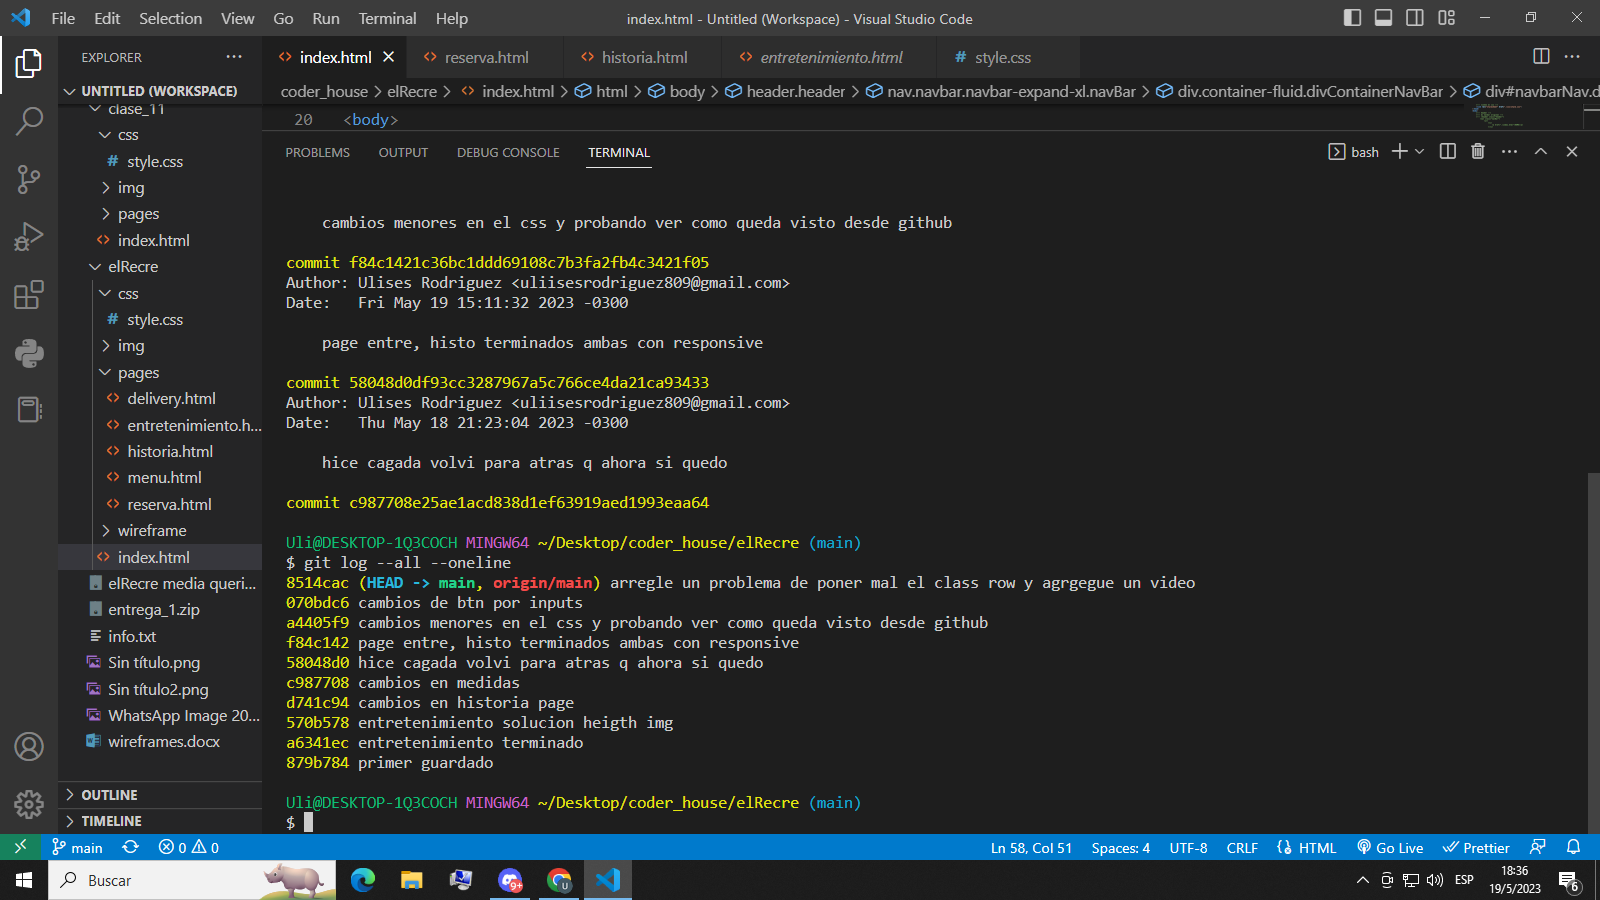 File Edit Selection View Go Run Terminal Help
index.html - Untitled (Workspace) - Visual Studio Code
EXPLORER
UNTITLED (WORKSPACE)
clase_11
css
style.css
img
pages
index.html
elRecre
css
style.css
img
pages
delivery.html
entretenimiento.h...
historia.html
menu.html
reserva.html
wireframe
index.html
elRecre media queri...
entrega_1.zip
info.txt
Sin título.png
Sin título2.png
WhatsApp Image 20...
wireframes.docx
OUTLINE
TIMELINE
index.html reserva.html historia.html entretenimiento.html style.css
coder_house > elRecre > index.html > html > body > header.header > nav.navbar.navbar-expand-xl.navBar > div.container-fluid.divContainerNavBar > div#navbarNav.d
20 <body>
PROBLEMS OUTPUT DEBUG CONSOLE TERMINAL
bash
cambios menores en el css y probando ver como queda visto desde github
commit f84c1421c36bc1ddd69108c7b3fa2fb4c3421f05
Author: Ulises Rodriguez <uliisesrodriguez809@gmail.com>
Date:   Fri May 19 15:11:32 2023 -0300
page entre, histo terminados ambas con responsive
commit 58048d0df93cc3287967a5c766ce4da21ca93433
Author: Ulises Rodriguez <uliisesrodriguez809@gmail.com>
Date:   Thu May 18 21:23:04 2023 -0300
hice cagada volvi para atras q ahora si quedo
commit c987708e25ae1acd838d1ef63919aed1993eaa64
Uli@DESKTOP-1Q3COCH MINGW64 ~/Desktop/coder_house/elRecre (main)
$ git log --all --oneline
8514cac (HEAD -> main, origin/main) arregle un problema de poner mal el class row y agrgegue un video
070bdc6 cambios de btn por inputs
a4405f9 cambios menores en el css y probando ver como queda visto desde github
f84c142 page entre, histo terminados ambas con responsive
58048d0 hice cagada volvi para atras q ahora si quedo
c987708 cambios en medidas
d741c94 cambios en historia page
570b578 entretenimiento solucion heigth img
a6341ec entretenimiento terminado
879b784 primer guardado
Uli@DESKTOP-1Q3COCH MINGW64 ~/Desktop/coder_house/elRecre (main)
$
main 0 0 Ln 58, Col 51 Spaces: 4 UTF-8 CRLF HTML Go Live Prettier
Buscar
9+
U
ESP
18:36
19/5/2023
6